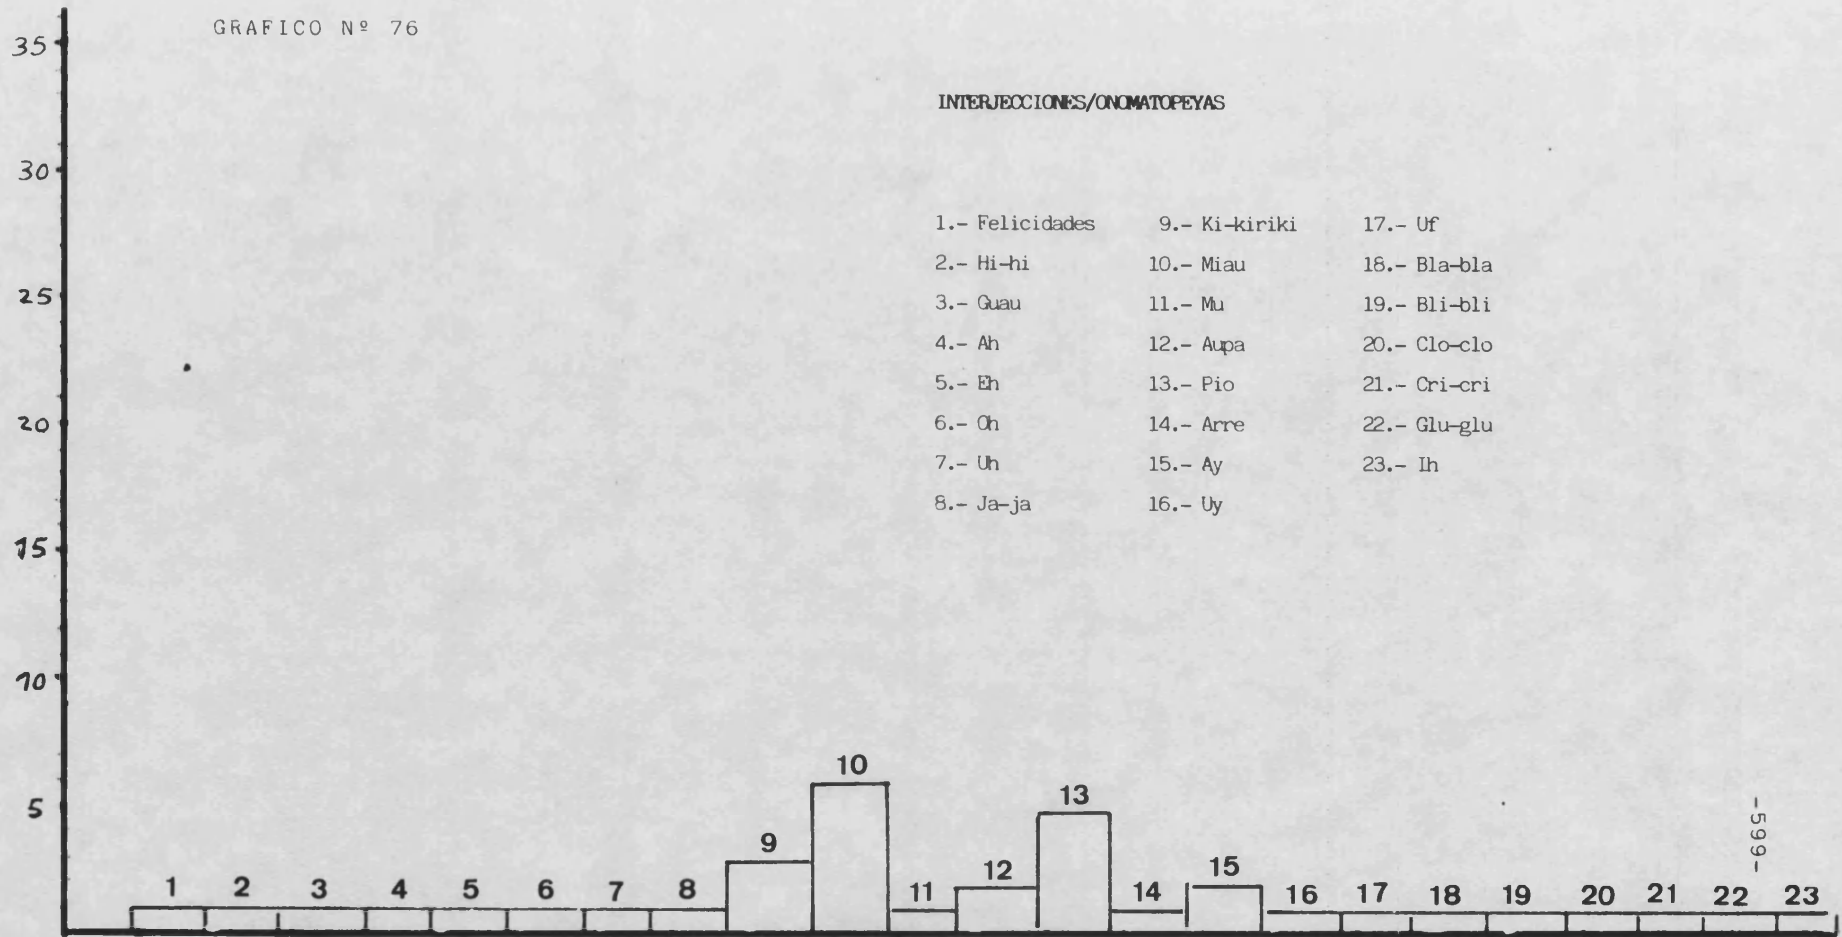 GRAFICO Nº 76
INTERJECCIONES/ONOMATOPEYAS
1.- Felicidades
2.- Hi-hi
3.- Guau
4.- Ah
5.- Eh
6.- Oh
7.- Uh
8.- Ja-ja
9.- Ki-kiriki
10.- Miau
11.- Mu
12.- Aupa
13.- Pio
14.- Arre
15.- Ay
16.- Uy
17.- Uf
18.- Bla-bla
19.- Bli-bli
20.- Clo-clo
21.- Cri-cri
22.- Glu-glu
23.- Ih
35
30
25
20
15
10
5
1 2 3 4 5 6 7 8 9 10 11 12 13 14 15 16 17 18 19 20 21 22 23
-599-